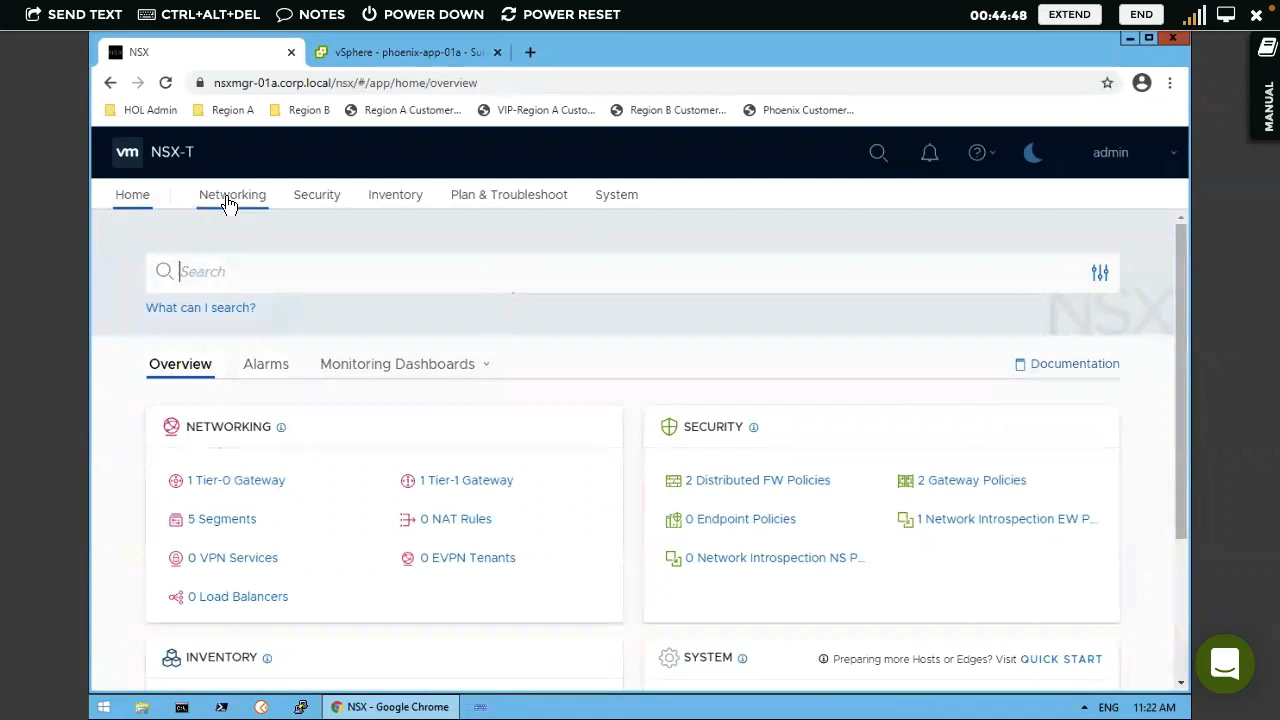 SEND TEXT CTRL+ALT+DEL NOTES POWER DOWN POWER RESET 00:44:48 EXTEND END
NSX vSphere - phoenix-app-01a - Su
nsxmgr-01a.corp.local/nsx/#/app/home/overview
HOL Admin Region A Region B Region A Customer... VIP-Region A Custo... Region B Customer... Phoenix Customer...
MANUAL
vm NSX-T admin
Home Networking Security Inventory Plan & Troubleshoot System
Search
What can I search?
NSX
Overview Alarms Monitoring Dashboards Documentation
NETWORKING SECURITY
1 Tier-0 Gateway 1 Tier-1 Gateway 2 Distributed FW Policies 2 Gateway Policies
5 Segments 0 NAT Rules 0 Endpoint Policies 1 Network Introspection EW P...
0 VPN Services 0 EVPN Tenants 0 Network Introspection NS P...
0 Load Balancers
INVENTORY SYSTEM Preparing more Hosts or Edges? Visit QUICK START
NSX - Google Chrome ENG 11:22 AM